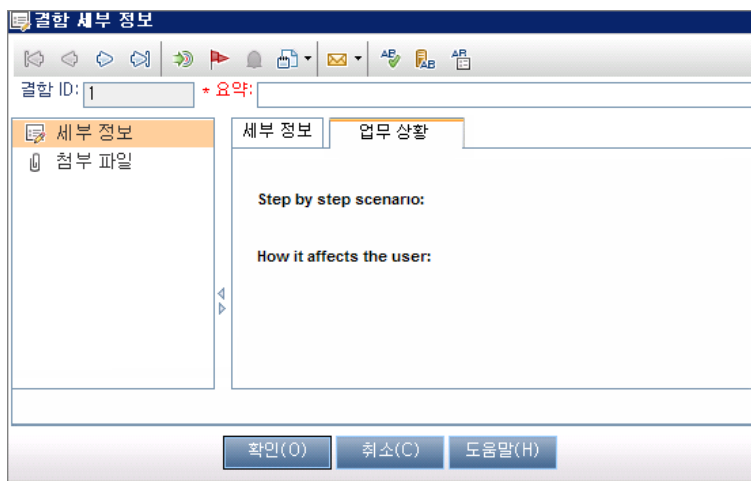 결함 세부 정보
결함 ID: 1 * 요약:
세부 정보
첨부 파일
세부 정보 업무 상황
Step by step scenario:
How it affects the user:
확인(O) 취소(C) 도움말(H)